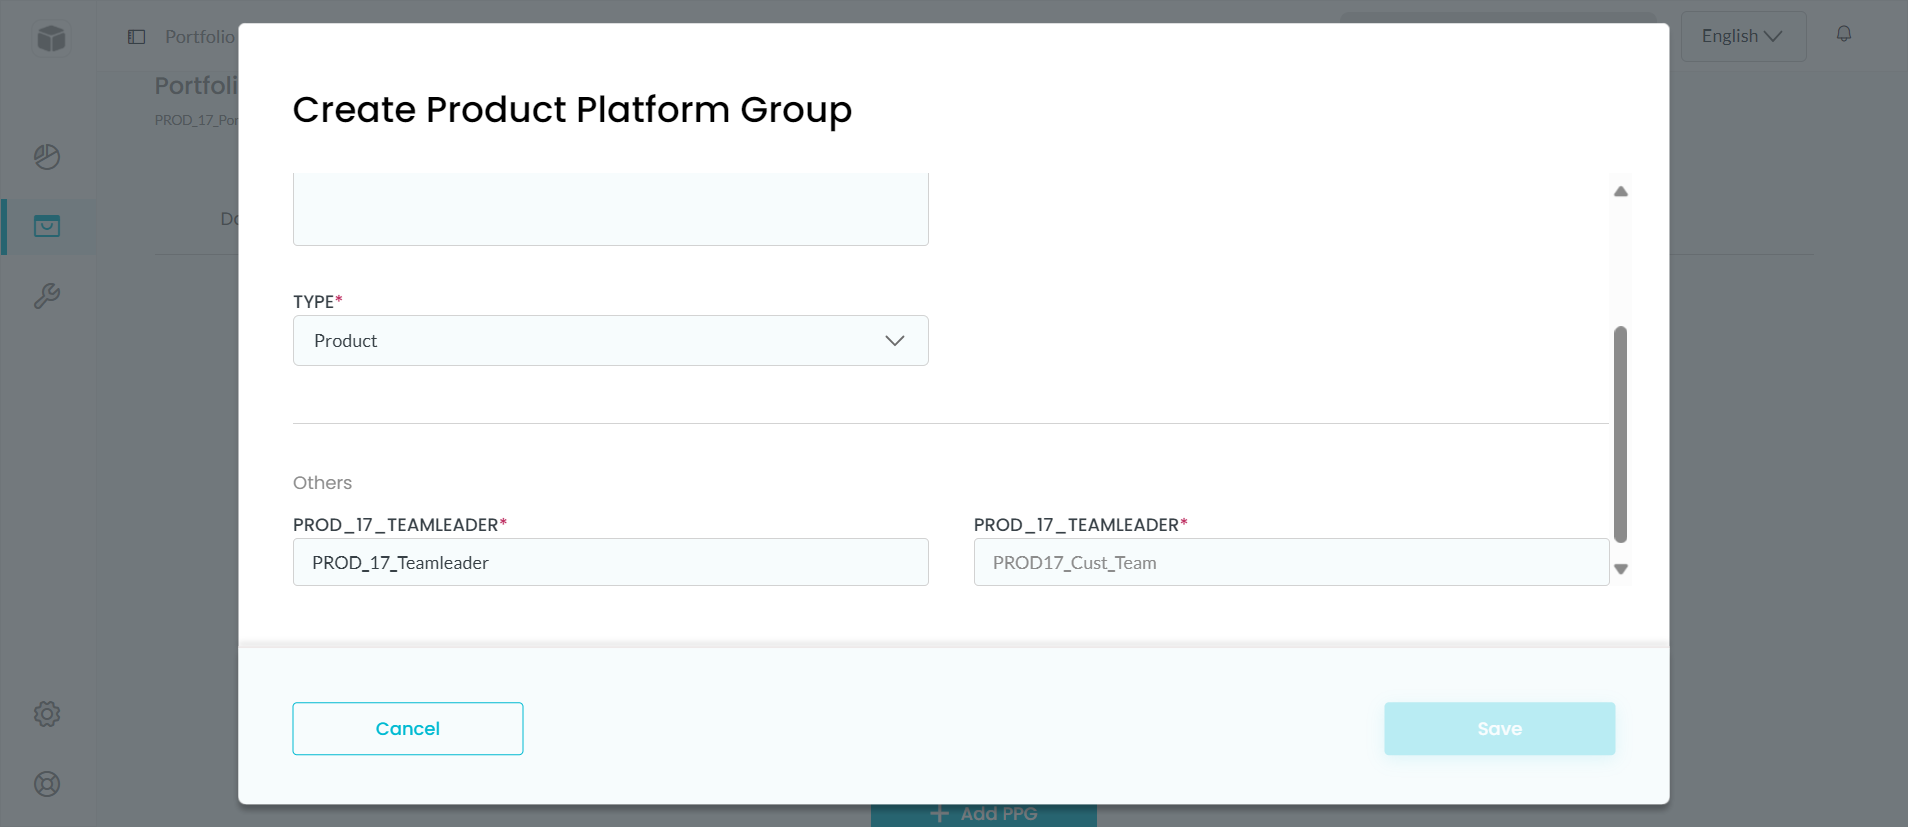 Portfolio
English
Portfoli
PROD_17_Por
Do
Create Product Platform Group
TYPE*
Product
Others
PROD_17_TEAMLEADER*
PROD_17_TEAMLEADER*
PROD_17_Teamleader
PROD17_Cust_Team
Cancel
Save
Add PPG